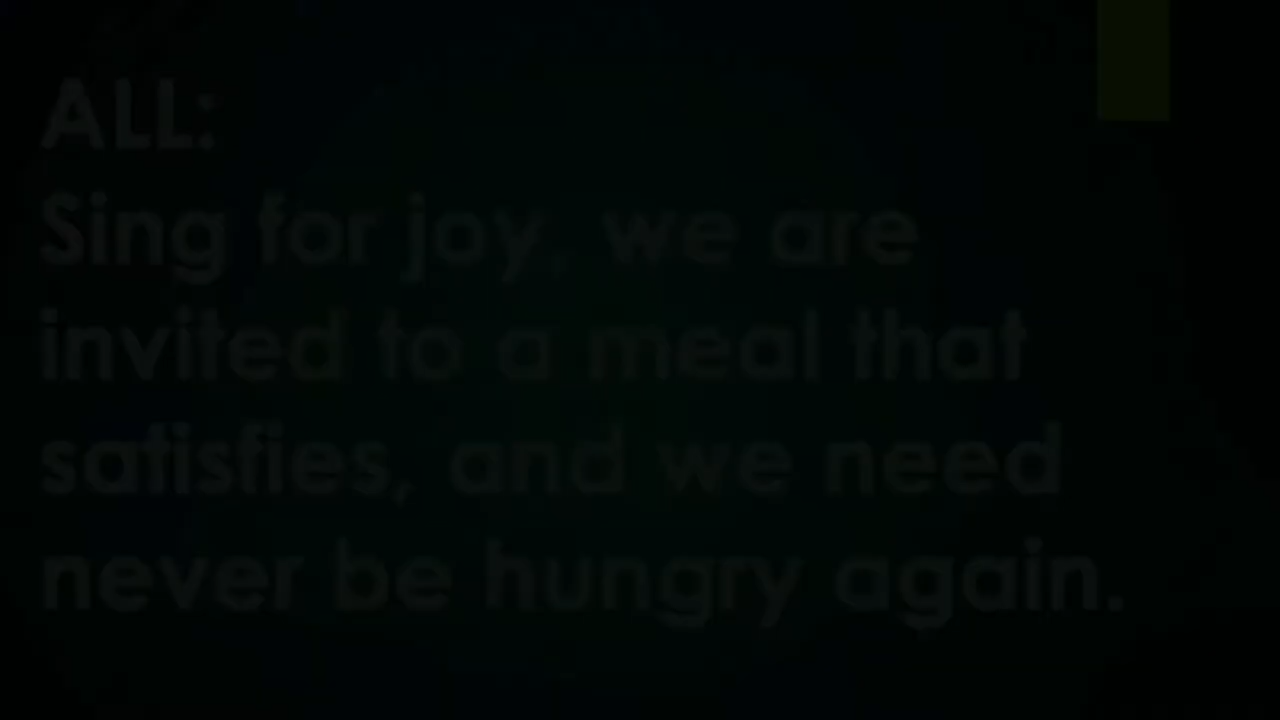 ALL:
Sing for joy, we are
invited to a meal that
satisfies, and we need
never be hungry again.